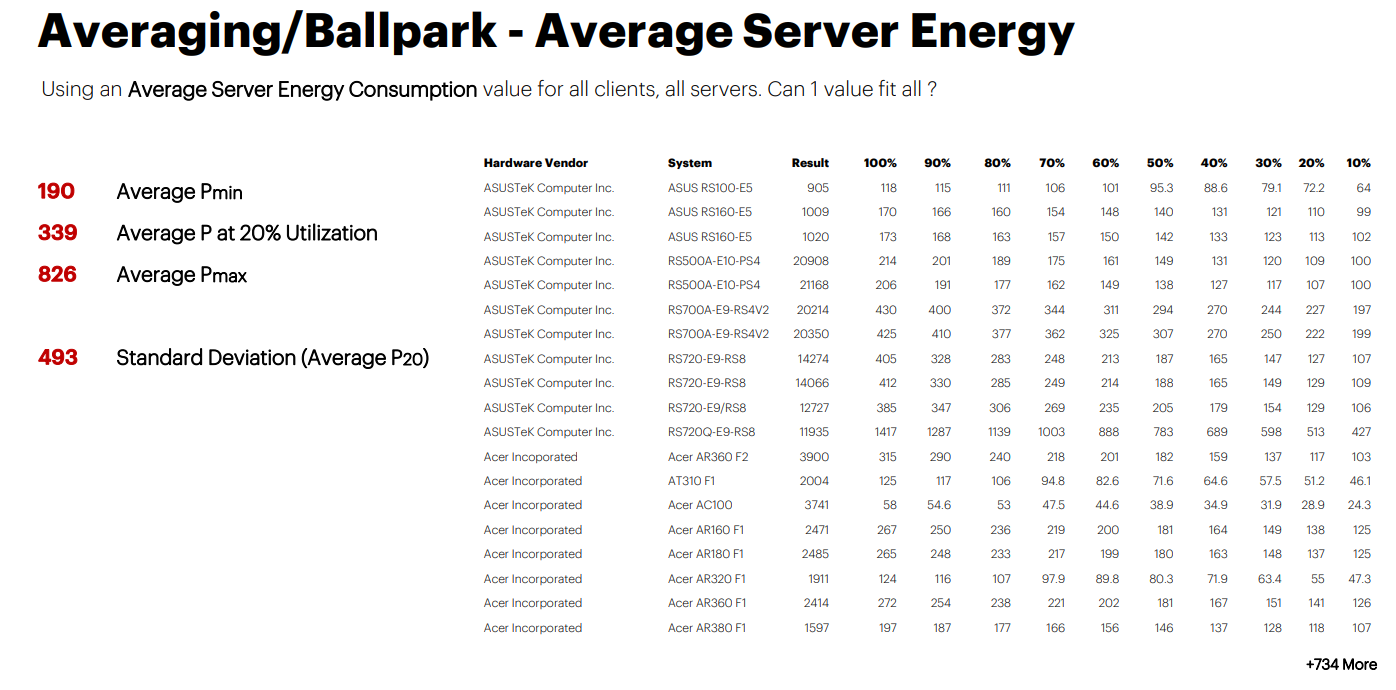 Averaging/Ballpark - Average Server Energy
Using an Average Server Energy Consumption value for all clients, all servers. Can 1 value fit all ?
190 Average Pmin
339 Average P at 20% Utilization
826 Average Pmax
493 Standard Deviation (Average P20)
Hardware Vendor System Result 100% 90% 80% 70% 60% 50% 40% 30% 20% 10%
ASUSTeK Computer Inc. ASUS RS100-E5 905 118 115 111 106 101 95.3 88.6 79.1 72.2 64
ASUSTeK Computer Inc. ASUS RS160-E5 1009 170 166 160 154 148 140 131 121 110 99
ASUSTeK Computer Inc. ASUS RS160-E5 1020 173 168 163 157 150 142 133 123 113 102
ASUSTeK Computer Inc. RS500A-E10-PS4 20908 214 201 189 175 161 149 131 120 109 100
ASUSTeK Computer Inc. RS500A-E10-PS4 21168 206 191 177 162 149 138 127 117 107 100
ASUSTeK Computer Inc. RS700A-E9-RS4V2 20214 430 400 372 344 311 294 270 244 227 197
ASUSTeK Computer Inc. RS700A-E9-RS4V2 20350 425 410 377 362 325 307 270 250 222 199
ASUSTeK Computer Inc. RS720-E9-RS8 14274 405 328 283 248 213 187 165 147 127 107
ASUSTeK Computer Inc. RS720-E9-RS8 14066 412 330 285 249 214 188 165 149 129 109
ASUSTeK Computer Inc. RS720-E9/RS8 12727 385 347 306 269 235 205 179 154 129 106
ASUSTeK Computer Inc. RS720Q-E9-RS8 11935 1417 1287 1139 1003 888 783 689 598 513 427
Acer Incoporated Acer AR360 F2 3900 315 290 240 218 201 182 159 137 117 103
Acer Incorporated AT310 F1 2004 125 117 106 94.8 82.6 71.6 64.6 57.5 51.2 46.1
Acer Incorporated Acer AC100 3741 58 54.6 53 47.5 44.6 38.9 34.9 31.9 28.9 24.3
Acer Incorporated Acer AR160 F1 2471 267 250 236 219 200 181 164 149 138 125
Acer Incorporated Acer AR180 F1 2485 265 248 233 217 199 180 163 148 137 125
Acer Incorporated Acer AR320 F1 1911 124 116 107 97.9 89.8 80.3 71.9 63.4 55 47.3
Acer Incorporated Acer AR360 F1 2414 272 254 238 221 202 181 167 151 141 126
Acer Incorporated Acer AR380 F1 1597 197 187 177 166 156 146 137 128 118 107
+734 More